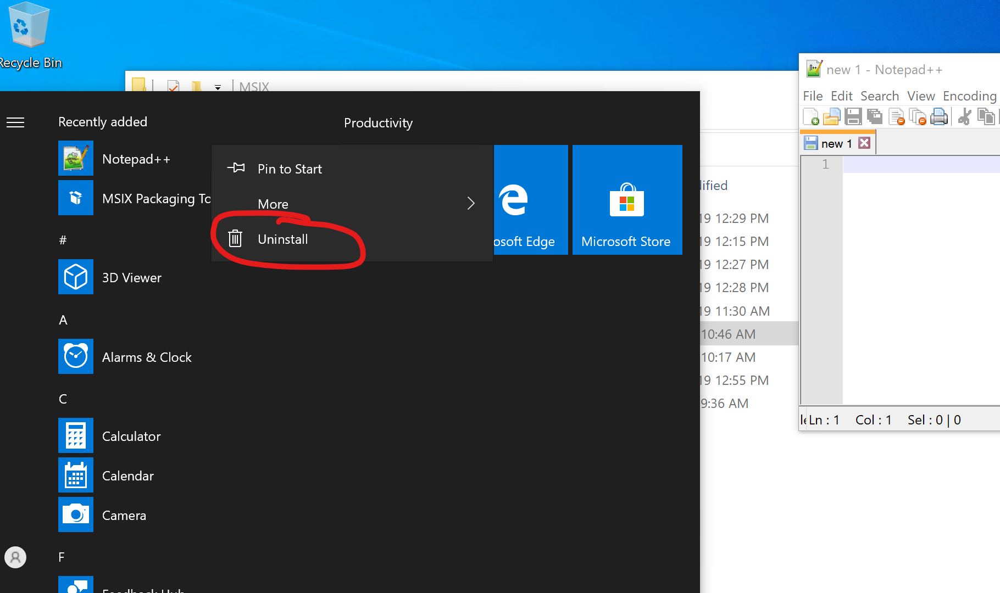 Recycle Bin
MSIX
Recently added
Notepad++
MSIX Packaging To
#
3D Viewer
A
Alarms & Clock
C
Calculator
Calendar
Camera
F
Feedback Hub
Pin to Start
More
Uninstall
Productivity
osoft Edge
Microsoft Store
ified
19 12:29 PM
19 12:15 PM
19 12:27 PM
19 12:28 PM
19 11:30 AM
10:46 AM
10:17 AM
19 12:55 PM
9:36 AM
new 1 - Notepad++
File Edit Search View Encoding
new 1
1
Ln : 1 Col : 1 Sel : 0 | 0